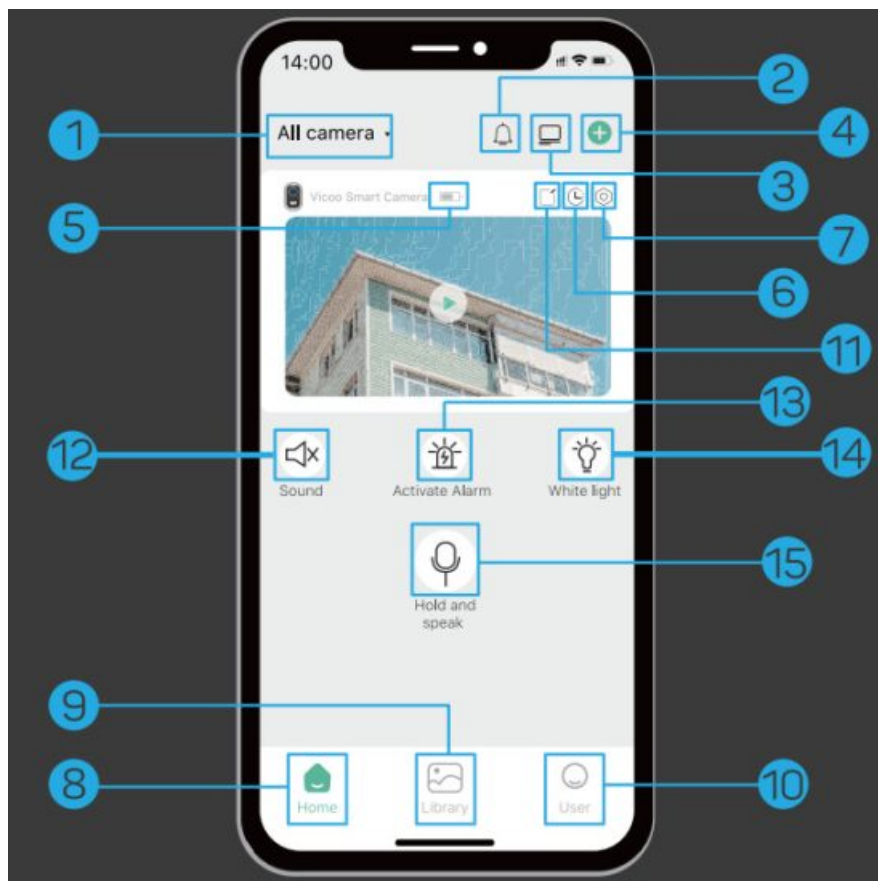 14:00
2
1
All camera
4
3
Vicoo Smart Camera
5
7
6
11
13
12
14
Sound
Activate Alarm
White light
15
Hold and
speak
9
8
10
Home
Library
User